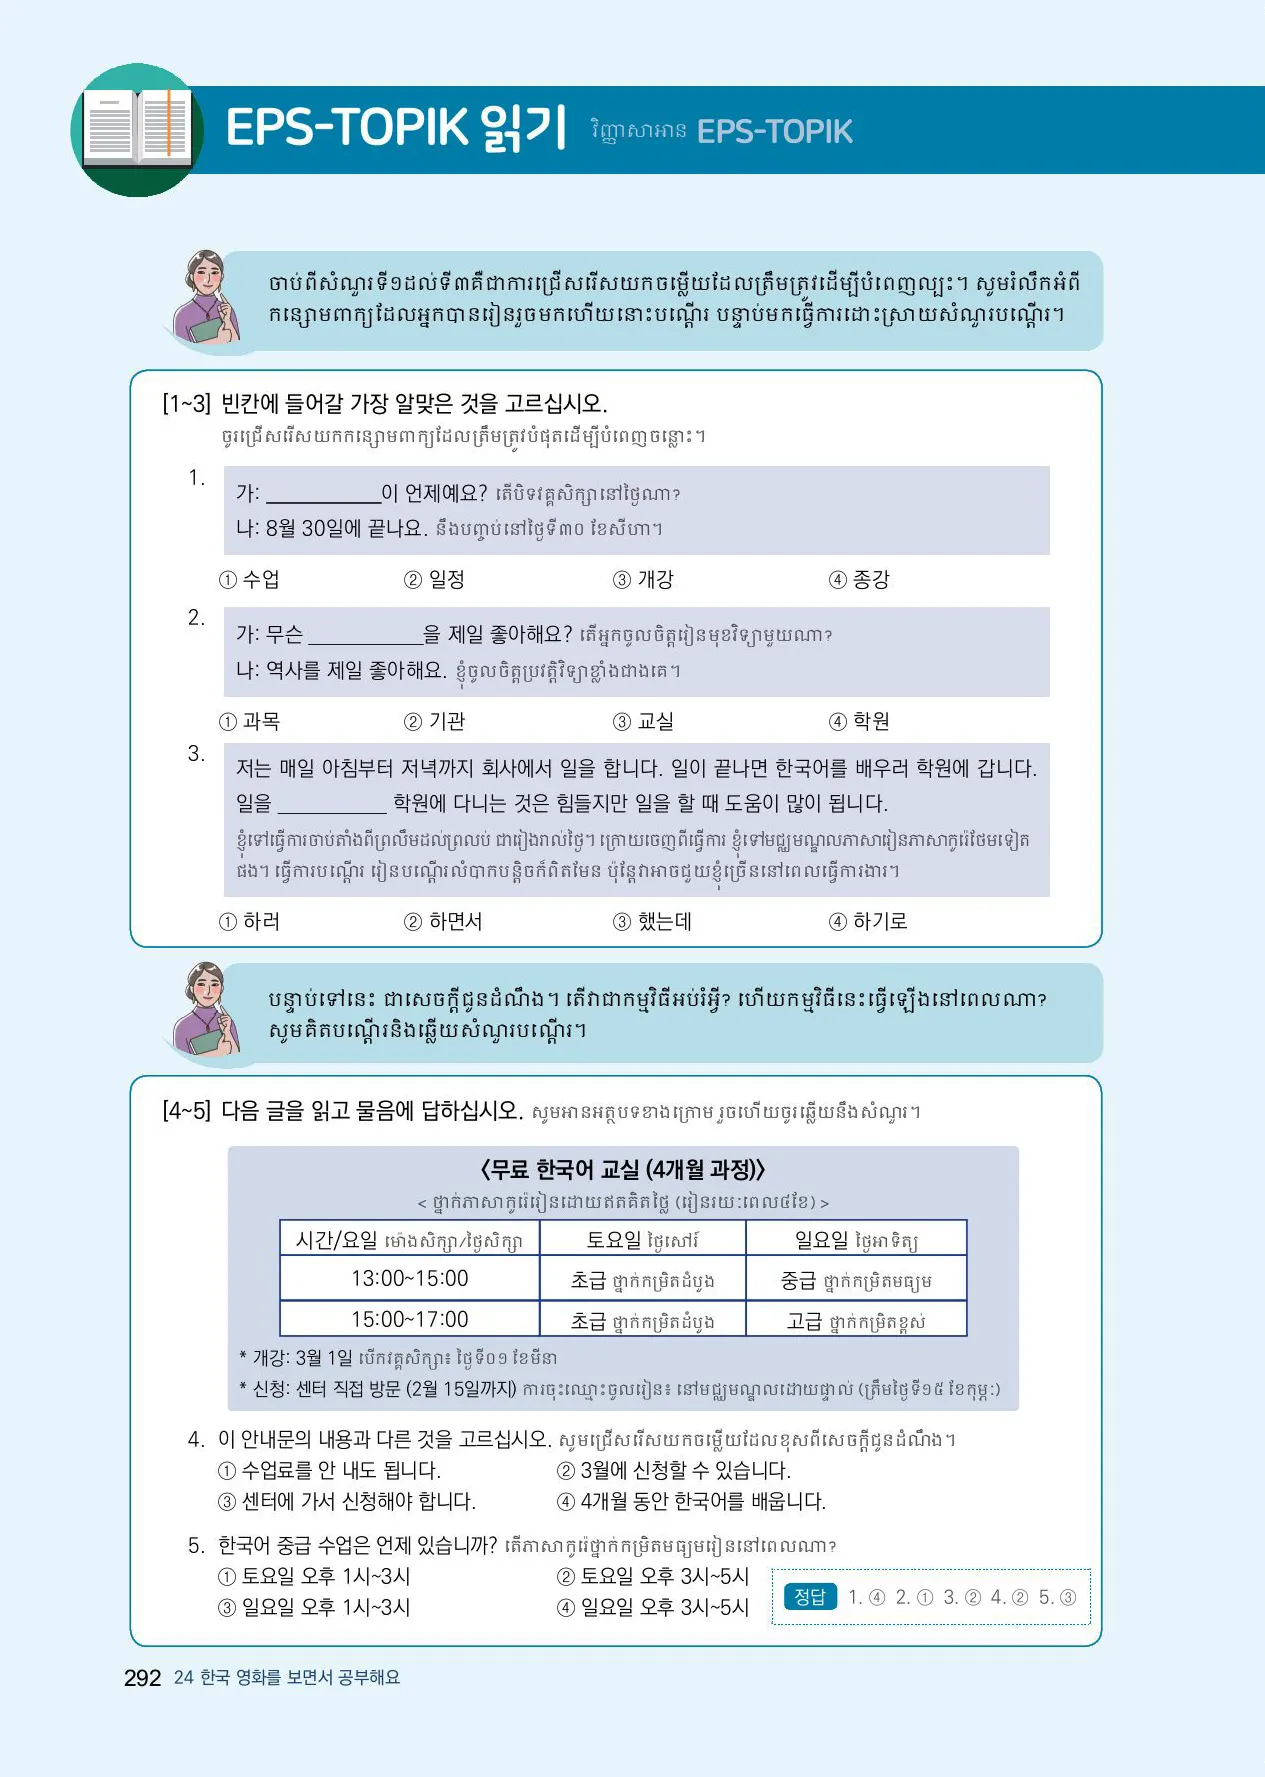 EPS-TOPIK 읽기 វិញ្ញាសាអាន EPS-TOPIK
ចាប់ពីសំណួរទី១ដល់ទី៣គឺជាការជ្រើសរើសយកចម្លើយដែលត្រឹមត្រូវដើម្បីបំពេញល្បះ។ សូមរំលឹកអំពី
កន្សោមពាក្យដែលអ្នកបានរៀនរួចមកហើយនោះបណ្តើរ បន្ទាប់មកធ្វើការដោះស្រាយសំណួរបណ្តើរ។
[1~3] 빈칸에 들어갈 가장 알맞은 것을 고르십시오.
ចូរជ្រើសរើសយកកន្សោមពាក្យដែលត្រឹមត្រូវបំផុតដើម្បីបំពេញចន្លោះ។
1.
가: ___________이 언제예요? តើបិទវគ្គសិក្សានៅថ្ងៃណា?
나: 8월 30일에 끝나요. នឹងបញ្ចប់នៅថ្ងៃទី៣០ ខែសីហា។
① 수업 ② 일정 ③ 개강 ④ 종강
2.
가: 무슨 ___________을 제일 좋아해요? តើអ្នកចូលចិត្តរៀនមុខវិទ្យាមួយណា?
나: 역사를 제일 좋아해요. ខ្ញុំចូលចិត្តប្រវត្តិវិទ្យាខ្លាំងជាងគេ។
① 과목 ② 기관 ③ 교실 ④ 학원
3.
저는 매일 아침부터 저녁까지 회사에서 일을 합니다. 일이 끝나면 한국어를 배우러 학원에 갑니다.
일을 ___________ 학원에 다니는 것은 힘들지만 일을 할 때 도움이 많이 됩니다.
ខ្ញុំទៅធ្វើការចាប់តាំងពីព្រលឹមដល់ព្រលប់ ជារៀងរាល់ថ្ងៃ។ ក្រោយចេញពីធ្វើការ ខ្ញុំទៅមជ្ឈមណ្ឌលភាសារៀនភាសាកូរ៉េថែមទៀត
ផង។ ធ្វើការបណ្តើរ រៀនបណ្តើរលំបាកបន្តិចក៏ពិតមែន ប៉ុន្តែវាអាចជួយខ្ញុំច្រើននៅពេលធ្វើការងារ។
① 하러 ② 하면서 ③ 했는데 ④ 하기로
បន្ទាប់ទៅនេះ ជាសេចក្តីជូនដំណឹង។ តើវាជាកម្មវិធីអប់រំអ្វី? ហើយកម្មវិធីនេះធ្វើឡើងនៅពេលណា?
សូមគិតបណ្តើរនិងឆ្លើយសំណួរបណ្តើរ។
[4~5] 다음 글을 읽고 물음에 답하십시오. សូមអានអត្ថបទខាងក្រោម រួចហើយចូរឆ្លើយនឹងសំណួរ។
〈무료 한국어 교실 (4개월 과정)〉
< ថ្នាក់ភាសាកូរ៉េរៀនដោយឥតគិតថ្លៃ (រៀនរយៈពេល៤ខែ) >
시간/요일 ម៉ោងសិក្សា/ថ្ងៃសិក្សា 토요일 ថ្ងៃសៅរ៍ 일요일 ថ្ងៃអាទិត្យ
13:00~15:00 초급 ថ្នាក់កម្រិតដំបូង 중급 ថ្នាក់កម្រិតមធ្យម
15:00~17:00 초급 ថ្នាក់កម្រិតដំបូង 고급 ថ្នាក់កម្រិតខ្ពស់
* 개강: 3월 1일 បើកវគ្គសិក្សា៖ ថ្ងៃទី០១ ខែមីនា
* 신청: 센터 직접 방문 (2월 15일까지) ការចុះឈ្មោះចូលរៀន៖ នៅមជ្ឈមណ្ឌលដោយផ្ទាល់ (ត្រឹមថ្ងៃទី១៥ ខែកុម្ភៈ)
4. 이 안내문의 내용과 다른 것을 고르십시오. សូមជ្រើសរើសយកចម្លើយដែលខុសពីសេចក្តីជូនដំណឹង។
① 수업료를 안 내도 됩니다. ② 3월에 신청할 수 있습니다.
③ 센터에 가서 신청해야 합니다. ④ 4개월 동안 한국어를 배웁니다.
5. 한국어 중급 수업은 언제 있습니까? តើភាសាកូរ៉េថ្នាក់កម្រិតមធ្យមរៀននៅពេលណា?
① 토요일 오후 1시~3시 ② 토요일 오후 3시~5시
③ 일요일 오후 1시~3시 ④ 일요일 오후 3시~5시
정답 1. ④ 2. ① 3. ② 4. ② 5. ③
292 24 한국 영화를 보면서 공부해요